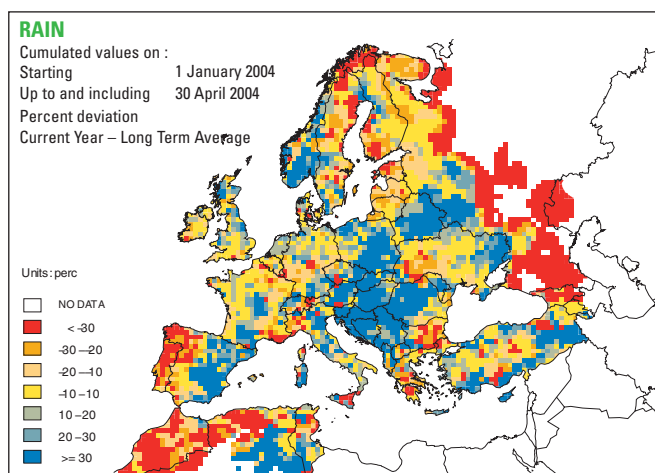 RAIN
Cumulated values on :
Starting 1 January 2004
Up to and including 30 April 2004
Percent deviation
Current Year – Long Term Average
Units: perc
NO DATA
< -30
-30 —20
-20 —10
-10 –10
10 –20
20 –30
>= 30